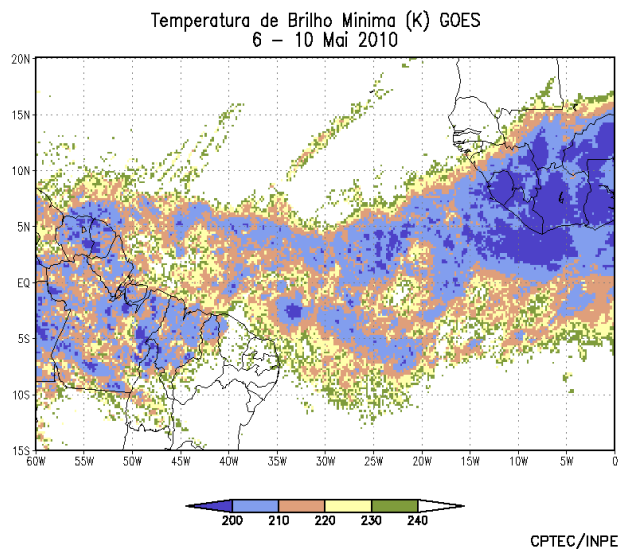 Temperatura de Brilho Minima (K) GOES
6 – 10 Mai 2010
20N
15N
10N
5N
EQ
5S
10S
15S
60W 55W 50W 45W 40W 35W 30W 25W 20W 15W 10W 5W 0
200 210 220 230 240
CPTEC/INPE